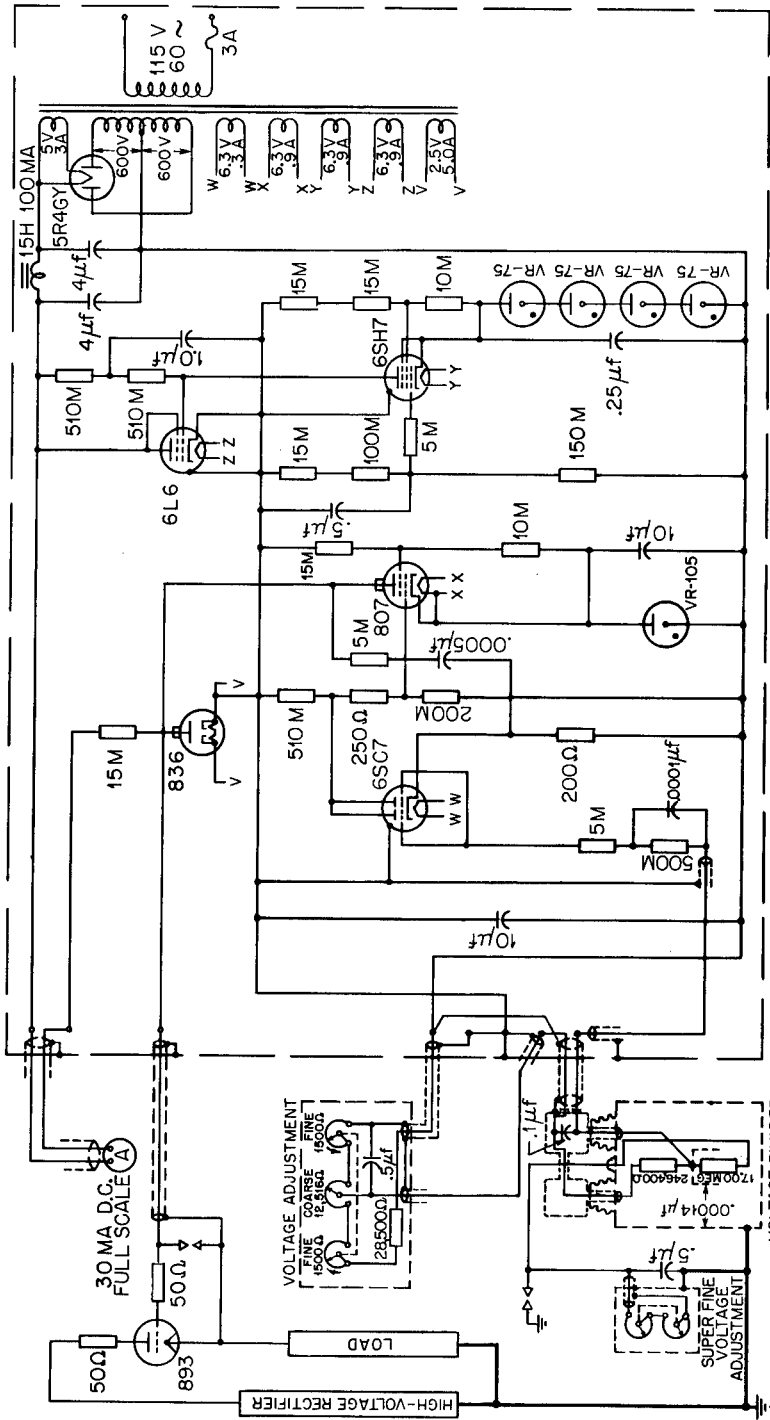 115 V
60 ~
3A
15H 100MA
5V
3A
5R4GY
600V
600V
W
6.3V
.3A
W
X
6.3V
.9A
X
Y
6.3V
.9A
Y
Z
6.3V
.9A
Z
V
2.5V
5.0A
V
4μf
4μf
510M
510M
1.0μf
6L6
Z Z
15M
15M
10M
6SH7
Y Y
VR-75
VR-75
VR-75
VR-75
.25μf
5M
15M
100M
150M
.5μf
15M
10M
10μf
807
X X
VR-105
5M
.0005μf
15M
836
V
V
510M
250Ω
200M
6SC7
W W
200Ω
5M
500M
.0001μf
10μf
30 MA D.C.
FULL SCALE
A
50Ω
50Ω
893
LOAD
HIGH-VOLTAGE RECTIFIER
VOLTAGE ADJUSTMENT
FINE
1500Ω
COARSE
12,516Ω
FINE
1500Ω
.5μf
28500Ω
.1μf
246400Ω
1700MEG
.00014μf
.5μf
SUPER FINE
VOLTAGE
ADJUSTMENT